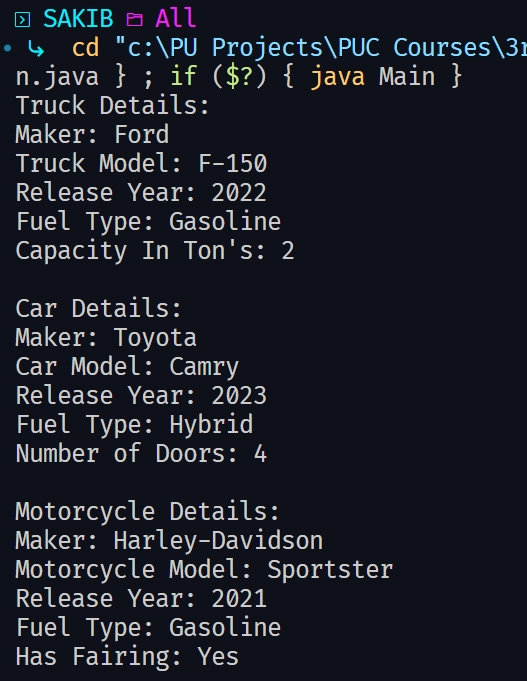 SAKIB All
cd "c:\PU Projects\PUC Courses\3r
n.java } ; if ($?) { java Main }
Truck Details:
Maker: Ford
Truck Model: F-150
Release Year: 2022
Fuel Type: Gasoline
Capacity In Ton's: 2

Car Details:
Maker: Toyota
Car Model: Camry
Release Year: 2023
Fuel Type: Hybrid
Number of Doors: 4

Motorcycle Details:
Maker: Harley-Davidson
Motorcycle Model: Sportster
Release Year: 2021
Fuel Type: Gasoline
Has Fairing: Yes